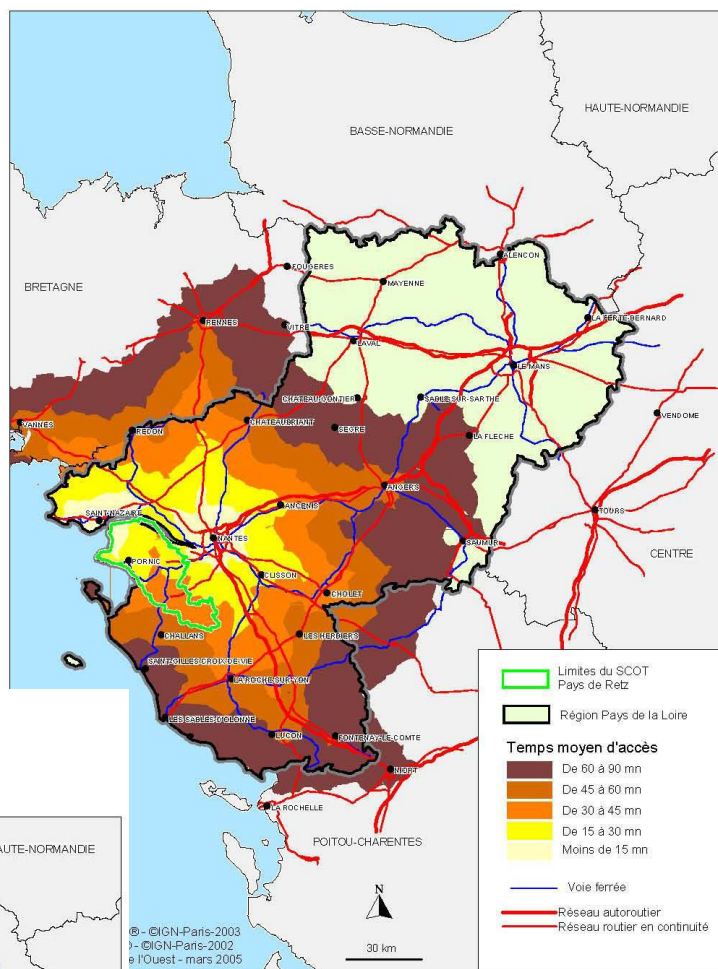 HAUTE-NORMANDIE
BASSE-NORMANDIE
ALENCON
FOUGERES
MAYENNE
BRETAGNE
LA FERTE-BERNARD
RENNES
VITRE
LAVAL
LE MANS
CHATEAU-GONTIER
SABLE-SUR-SARTHE
VENDOME
CHATEAUBRIANT
SEGRE
VANNES
REDON
LA FLECHE
ANGERS
ANCENIS
TOURS
SAINT-NAZAIRE
NANTES
SAUMUR
CENTRE
PORNIC
CLISSON
CHOLET
CHALLANS
LES HERBIERS
SAINT-GILLES-CROIX-DE-VIE
LA ROCHE-SUR-YON
LES SABLES-D'OLONNE
LUCON
FONTENAY-LE-COMTE
NIORT
LA ROCHELLE
POITOU-CHARENTES
Limites du SCOT
Pays de Retz
Région Pays de la Loire
Temps moyen d'accès
De 60 à 90 mn
De 45 à 60 mn
De 30 à 45 mn
De 15 à 30 mn
Moins de 15 mn
Voie ferrée
Réseau autoroutier
Réseau routier en continuité
AUTE-NORMANDIE
N
30 km
® - ©IGN-Paris-2003
- ©IGN-Paris-2002
e l'Ouest - mars 2005